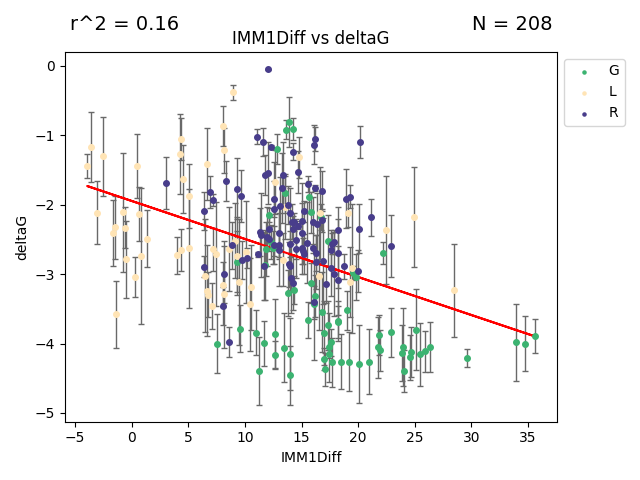 r^2 = 0.16 N = 208
IMM1Diff vs deltaG
G
L
R
0
−1
−2
−3
−4
−5
deltaG
−5 0 5 10 15 20 25 30 35
IMM1Diff